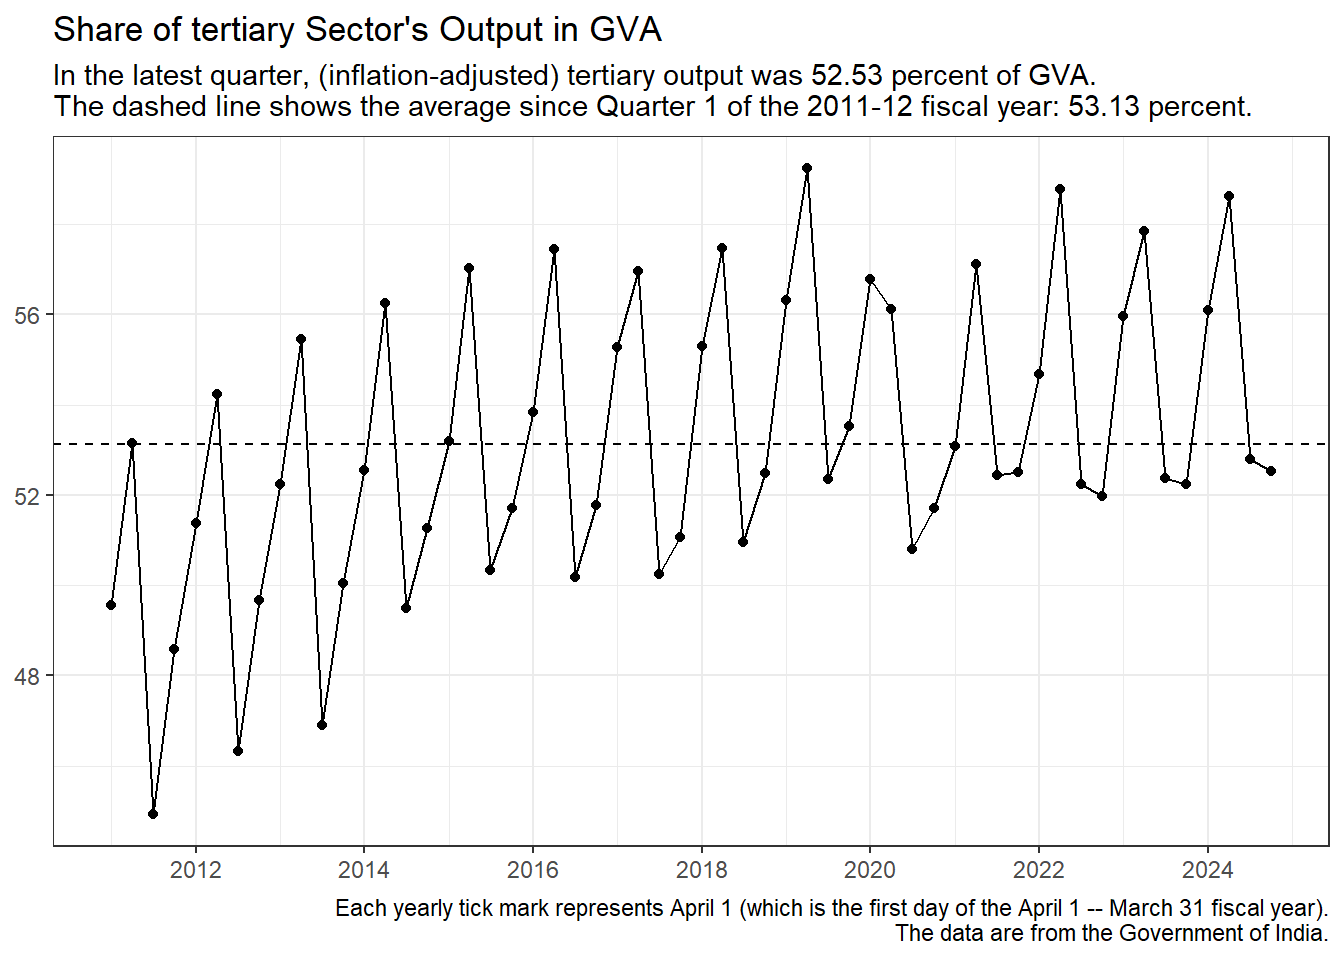 Share of tertiary Sector's Output in GVA
In the latest quarter, (inflation-adjusted) tertiary output was 52.53 percent of GVA.
The dashed line shows the average since Quarter 1 of the 2011-12 fiscal year: 53.13 percent.
56
52
48
2012 2014 2016 2018 2020 2022 2024
Each yearly tick mark represents April 1 (which is the first day of the April 1 -- March 31 fiscal year).
The data are from the Government of India.